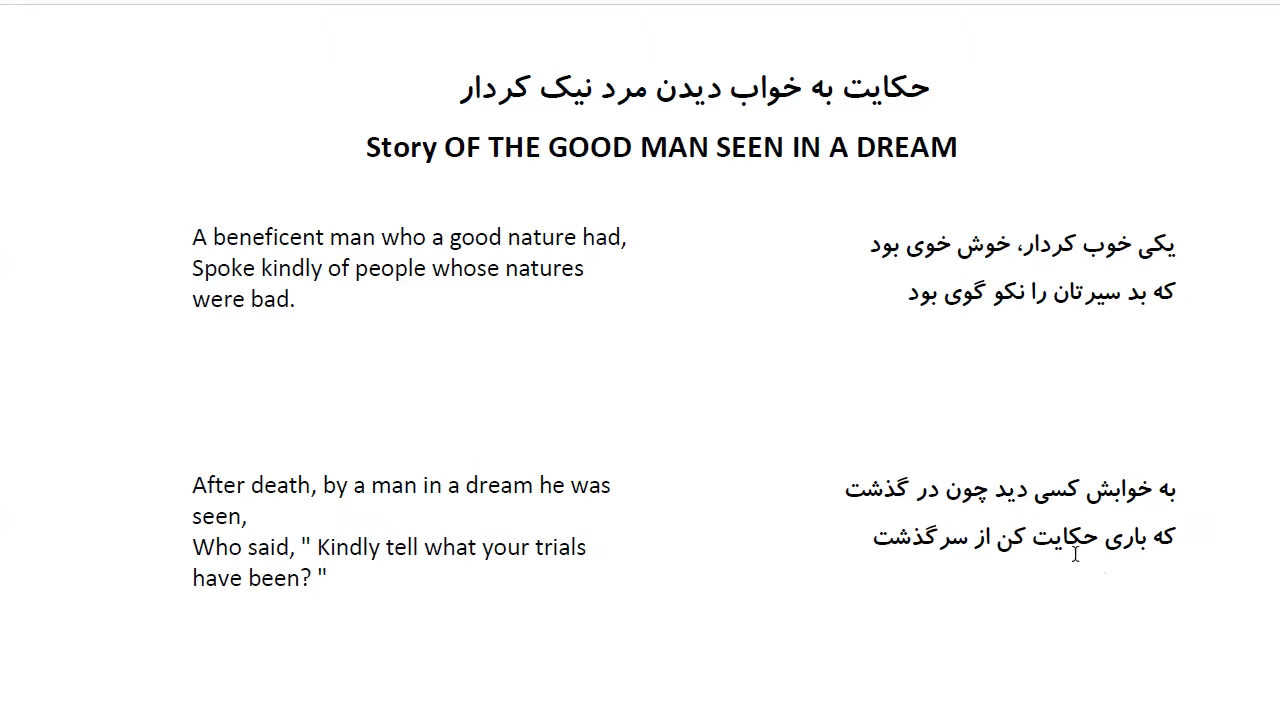 حکایت به خواب دیدن مرد نیک کردار
Story OF THE GOOD MAN SEEN IN A DREAM
A beneficent man who a good nature had,
Spoke kindly of people whose natures
were bad.
یکی خوب کردار، خوش خوی بود
که بد سیرتان را نکو گوی بود
After death, by a man in a dream he was
seen,
Who said, " Kindly tell what your trials
have been? "
به خوابش کسی دید چون در گذشت
که باری حکایت کن از سرگذشت